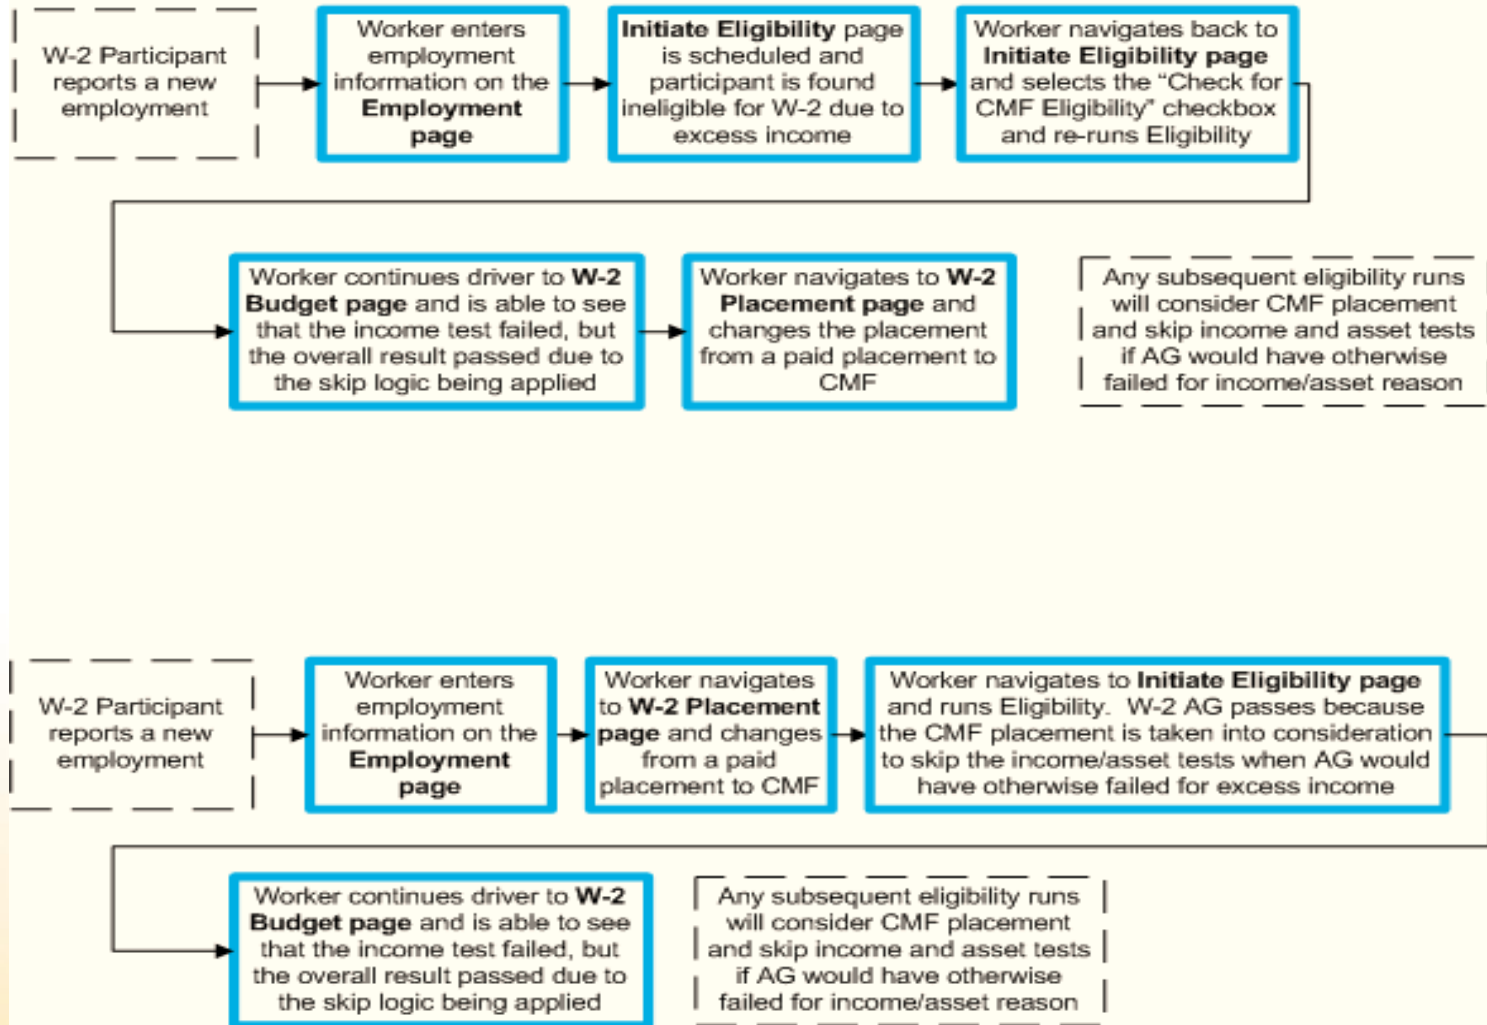 W-2 Participant
reports a new
employment
Worker enters
employment
information on the
Employment
page
Initiate Eligibility page
is scheduled and
participant is found
ineligible for W-2 due to
excess income
Worker navigates back to
Initiate Eligibility page
and selects the “Check for
CMF Eligibility” checkbox
and re-runs Eligibility
Worker continues driver to W-2
Budget page and is able to see
that the income test failed, but
the overall result passed due to
the skip logic being applied
Worker navigates to W-2
Placement page and
changes the placement
from a paid placement to
CMF
Any subsequent eligibility runs
will consider CMF placement
and skip income and asset tests
if AG would have otherwise
failed for income/asset reason
W-2 Participant
reports a new
employment
Worker enters
employment
information on the
Employment
page
Worker navigates
to W-2 Placement
page and changes
from a paid
placement to CMF
Worker navigates to Initiate Eligibility page
and runs Eligibility.  W-2 AG passes because
the CMF placement is taken into consideration
to skip the income/asset tests when AG would
have otherwise failed for excess income
Worker continues driver to W-2
Budget page and is able to see
that the income test failed, but
the overall result passed due to
the skip logic being applied
Any subsequent eligibility runs
will consider CMF placement
and skip income and asset tests
if AG would have otherwise
failed for income/asset reason